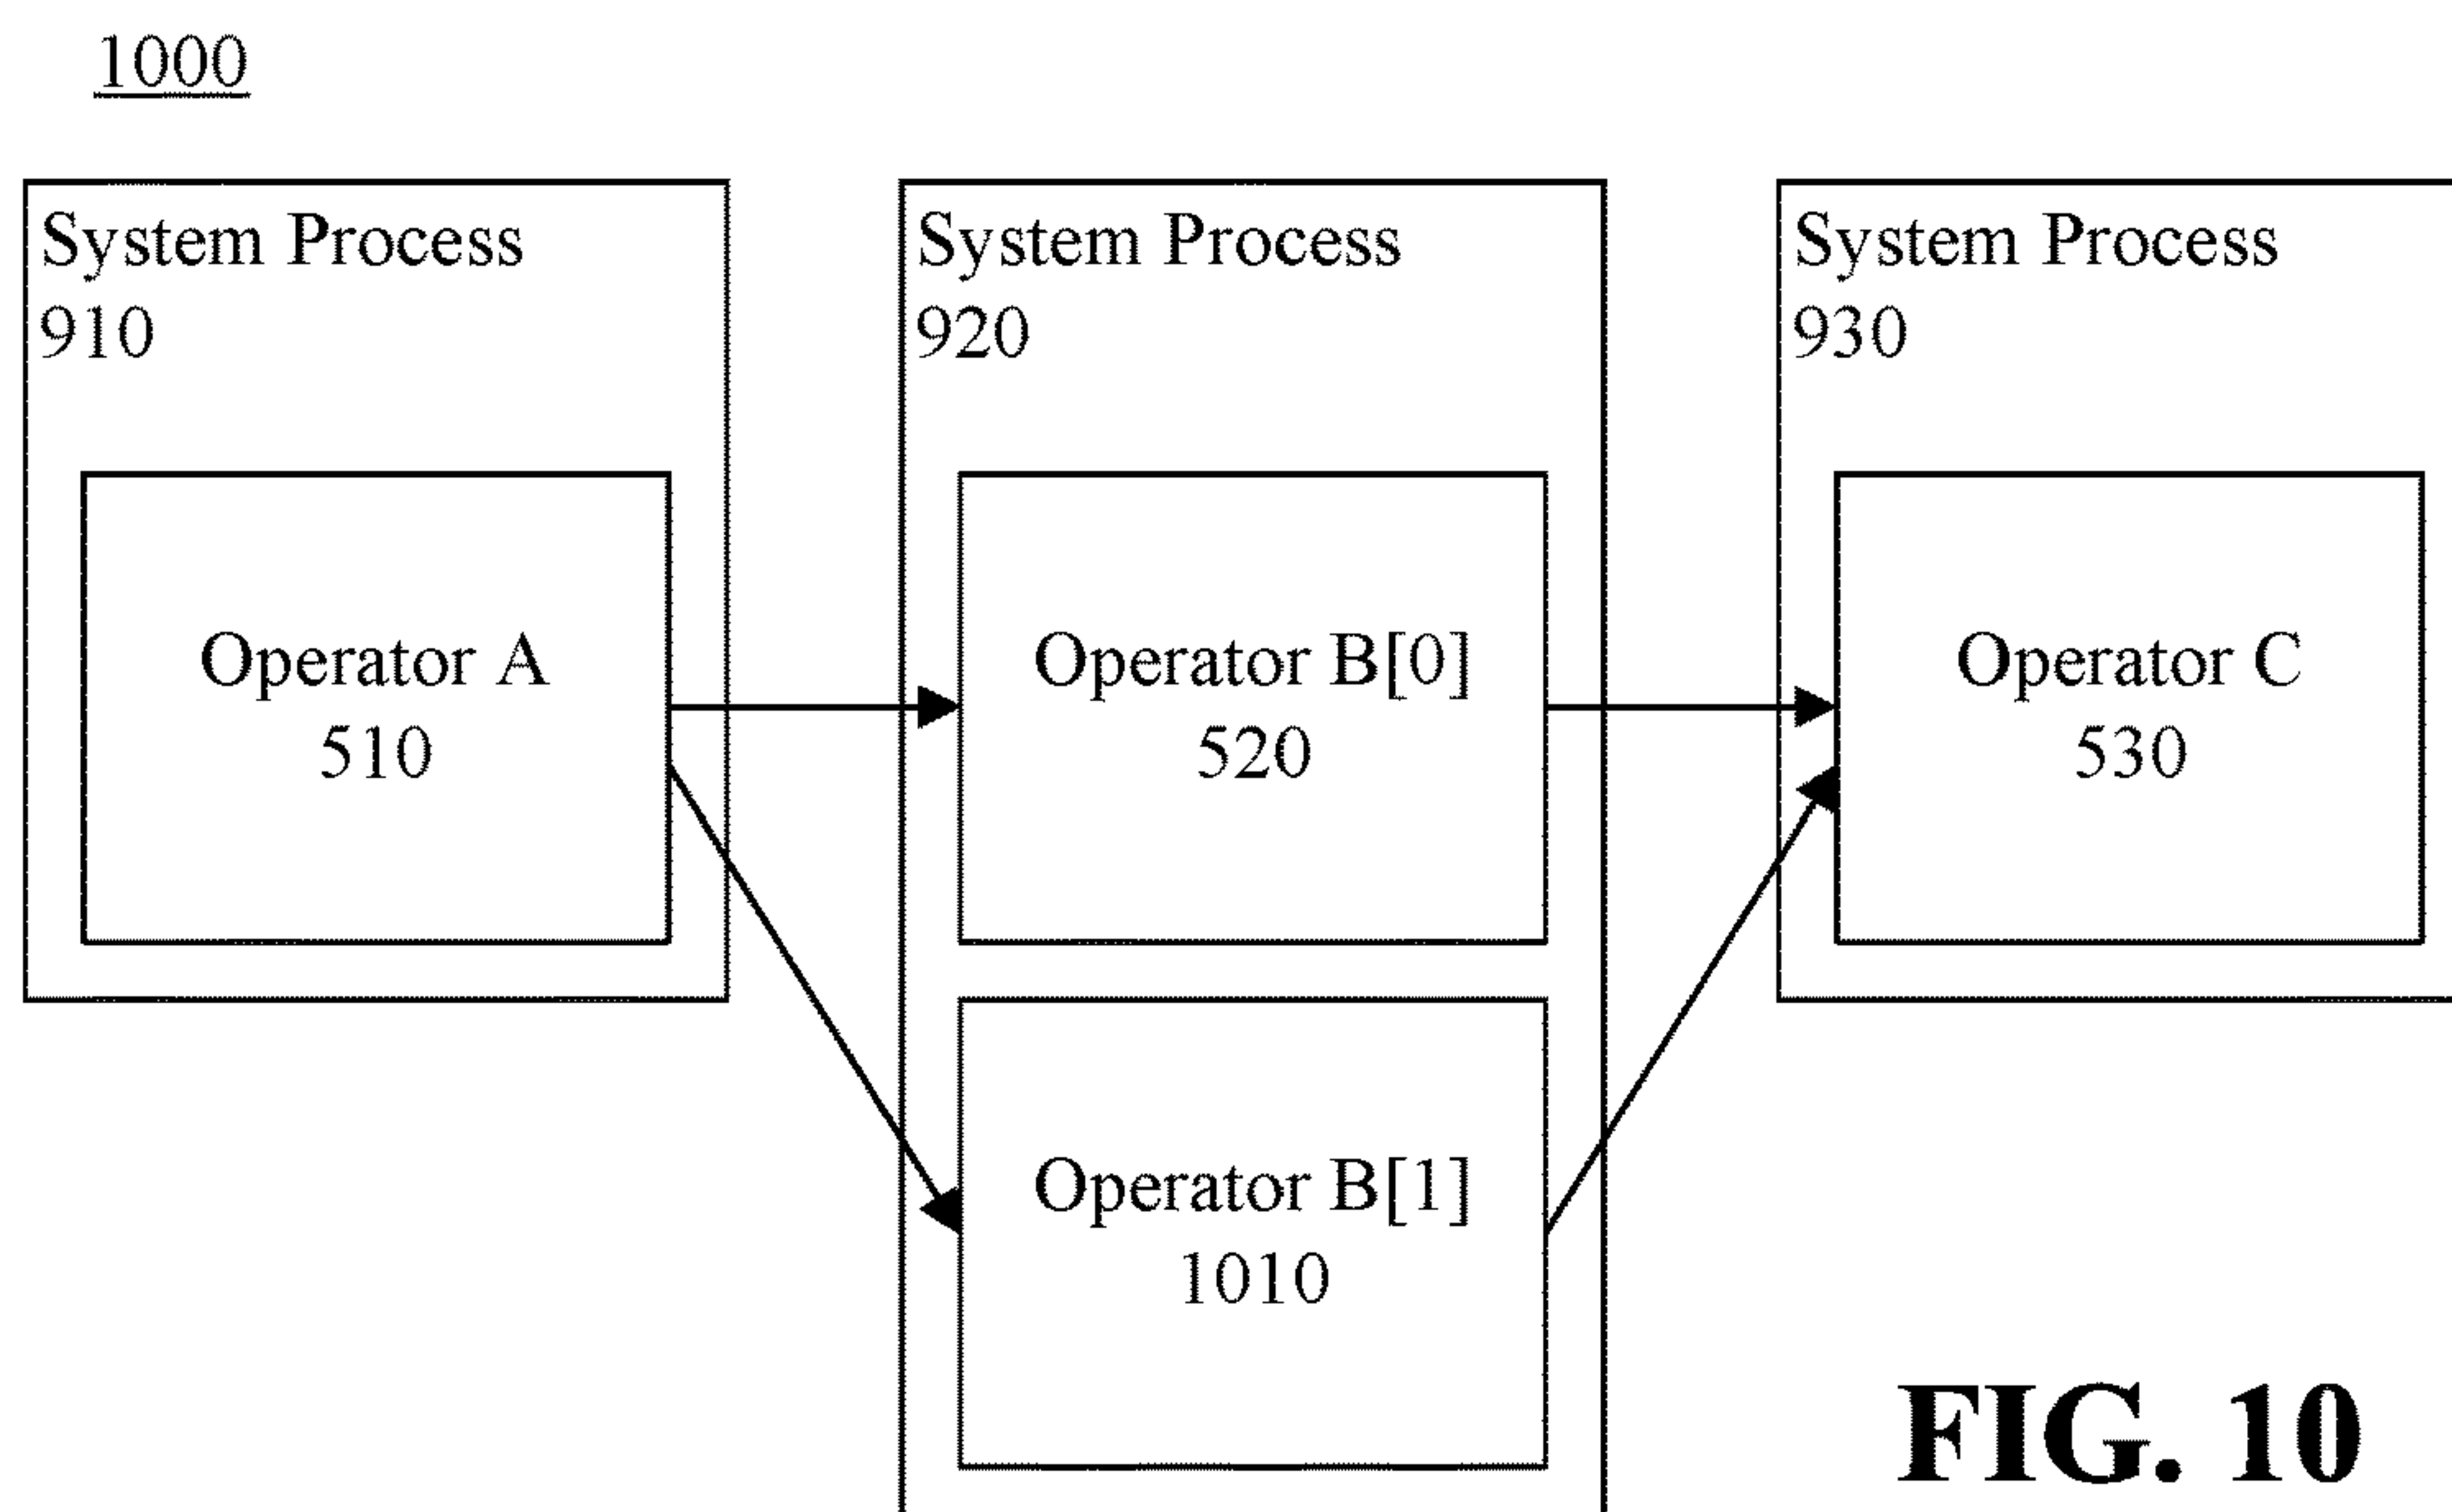 1000
System Process
910
Operator A
510
System Process
920
Operator B[0]
520
Operator B[1]
1010
System Process
930
Operator C
530
FIG. 10